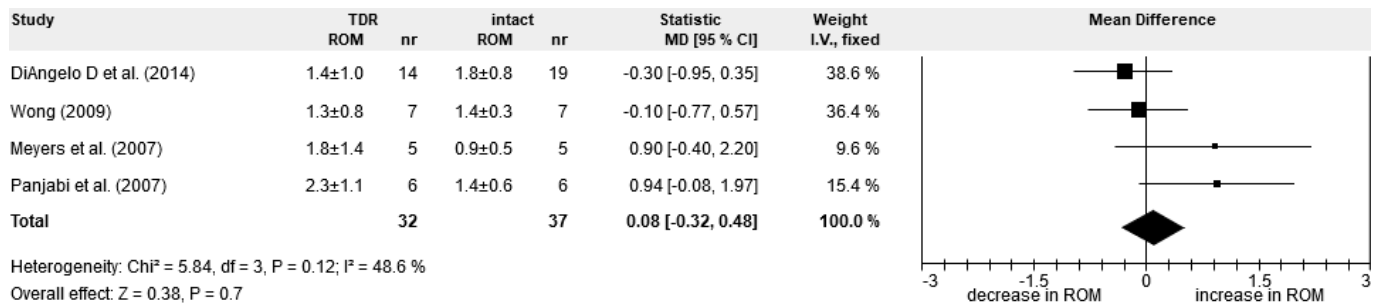 Study TDR intact Statistic Weight Mean Difference
ROM nr ROM nr MD [95 % CI] I.V., fixed
DiAngelo D et al. (2014) 1.4±1.0 14 1.8±0.8 19 -0.30 [-0.95, 0.35] 38.6 %
Wong (2009) 1.3±0.8 7 1.4±0.3 7 -0.10 [-0.77, 0.57] 36.4 %
Meyers et al. (2007) 1.8±1.4 5 0.9±0.5 5 0.90 [-0.40, 2.20] 9.6 %
Panjabi et al. (2007) 2.3±1.1 6 1.4±0.6 6 0.94 [-0.08, 1.97] 15.4 %
Total 32 37 0.08 [-0.32, 0.48] 100.0 %
Heterogeneity: Chi² = 5.84, df = 3, P = 0.12; I² = 48.6 %
Overall effect: Z = 0.38, P = 0.7
-3 -1.5 0 1.5 3
decrease in ROM increase in ROM